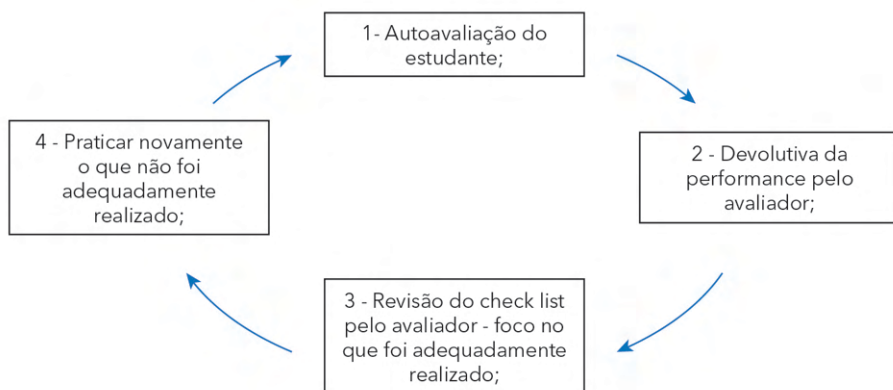 1- Autoavaliação do
estudante;
2 - Devolutiva da
performance pelo
avaliador;
3 - Revisão do check list
pelo avaliador - foco no
que foi adequadamente
realizado;
4 - Praticar novamente
o que não foi
adequadamente
realizado;